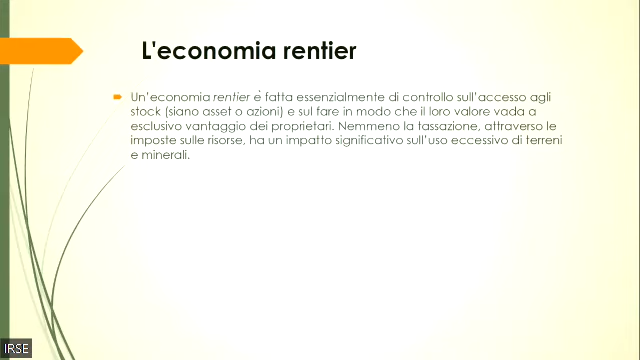 L'economia rentier
Un'economia rentier è fatta essenzialmente di controllo sull'accesso agli
stock (siano asset o azioni) e sul fare in modo che il loro valore vada a
esclusivo vantaggio dei proprietari. Nemmeno la tassazione, attraverso le
imposte sulle risorse, ha un impatto significativo sull'uso eccessivo di terreni
e minerali.
IRSE